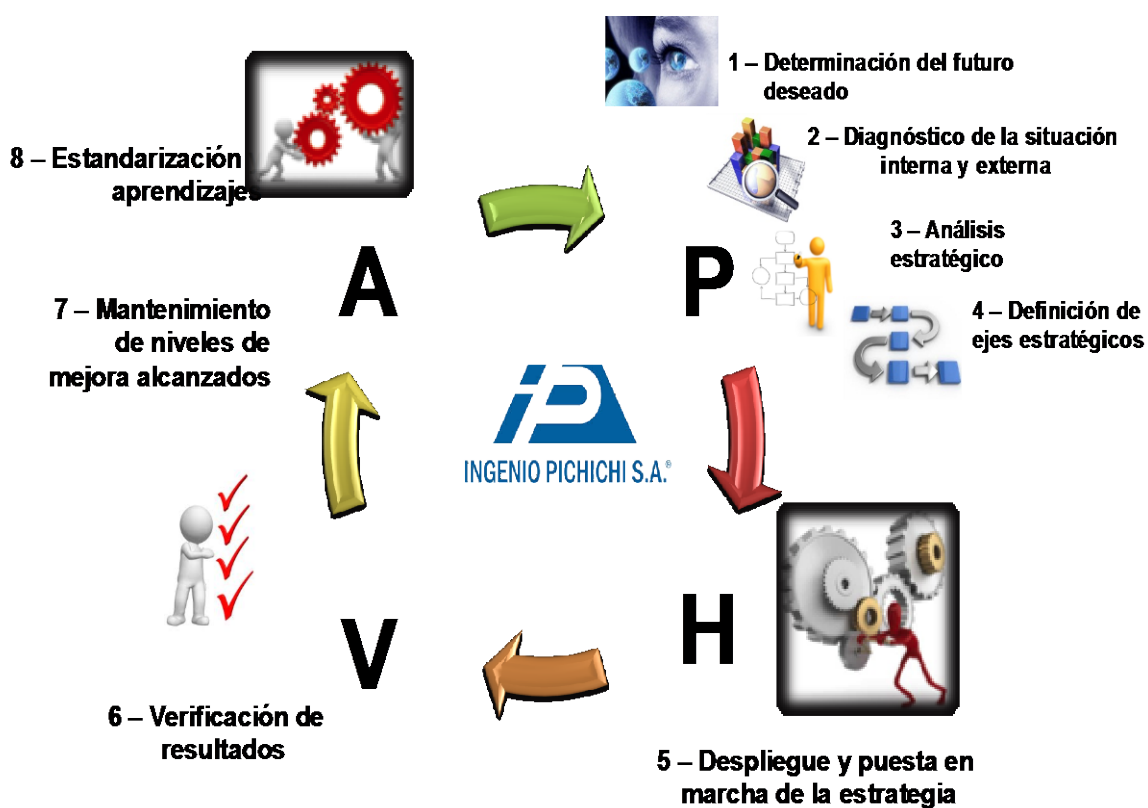 1 – Determinación del futuro
deseado
2 – Diagnóstico de la situación
interna y externa
3 – Análisis
estratégico
4 – Definición de
ejes estratégicos
P
H
5 – Despliegue y puesta en
marcha de la estrategia
V
6 – Verificación de
resultados
A
7 – Mantenimiento
de niveles de
mejora alcanzados
8 – Estandarización
aprendizajes
iP
INGENIO PICHICHI S.A.®